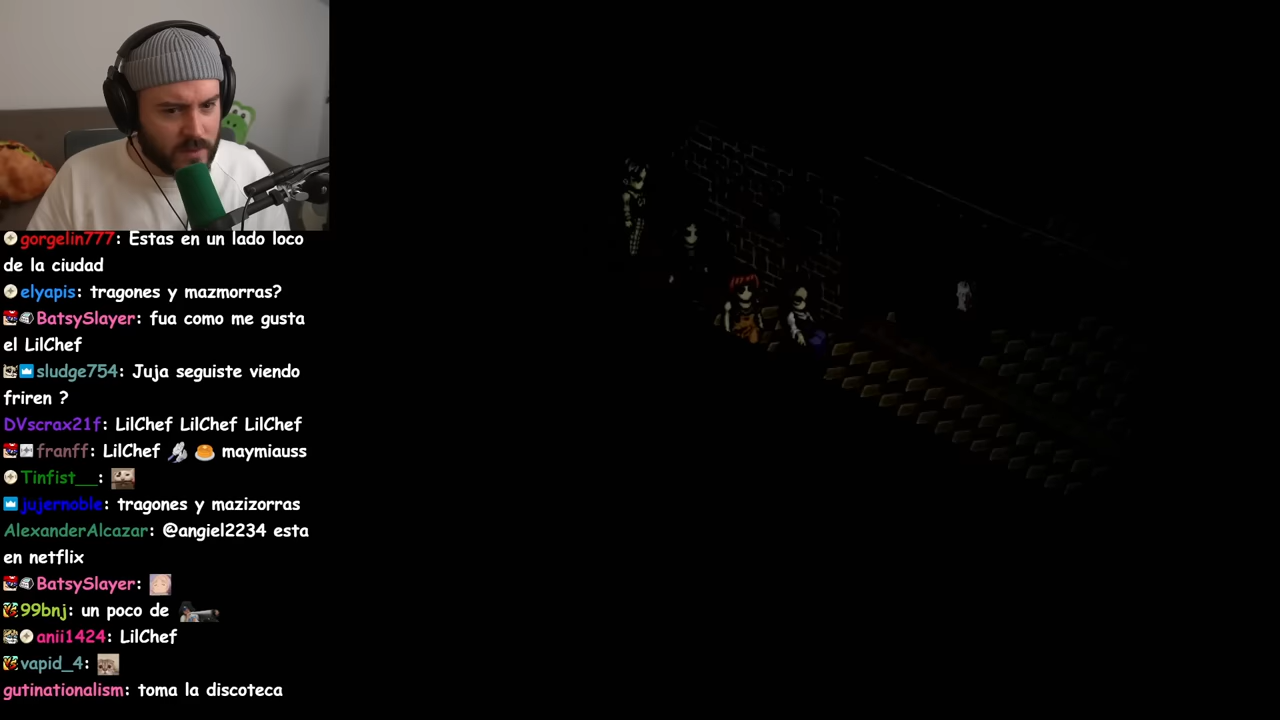 gorgelin777: Estas en un lado loco
de la ciudad
elyapis: tragones y mazmorras?
BatsySlayer: fua como me gusta
el LilChef
sludge754: Juja seguiste viendo
friren ?
DVscrax21f: LilChef LilChef LilChef
franff: LilChef maymiauss
Tinfist__:
jujernoble: tragones y mazizorras
AlexanderAlcazar: @angiel2234 esta
en netflix
BatsySlayer:
99bnj: un poco de
anii1424: LilChef
vapid_4:
gutinationalism: toma la discoteca